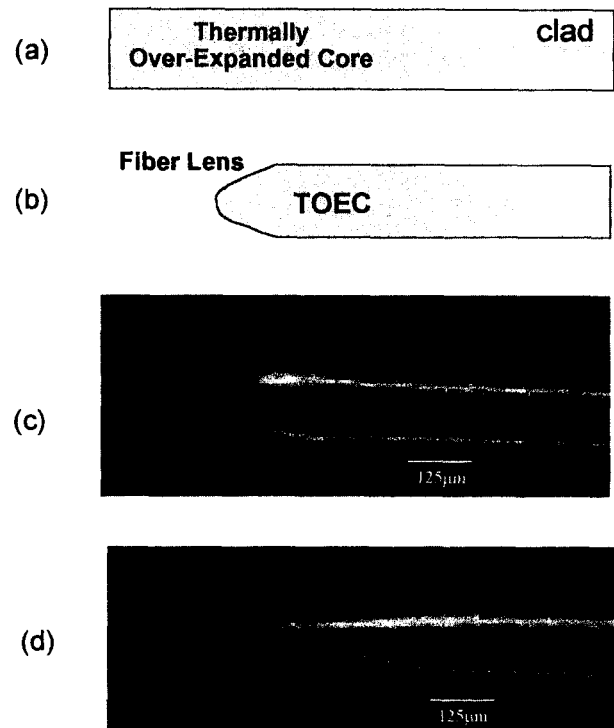 (a)
Thermally
Over-Expanded Core
clad
Fiber Lens
(b)
TOEC
(c)
125µm
(d)
125µm